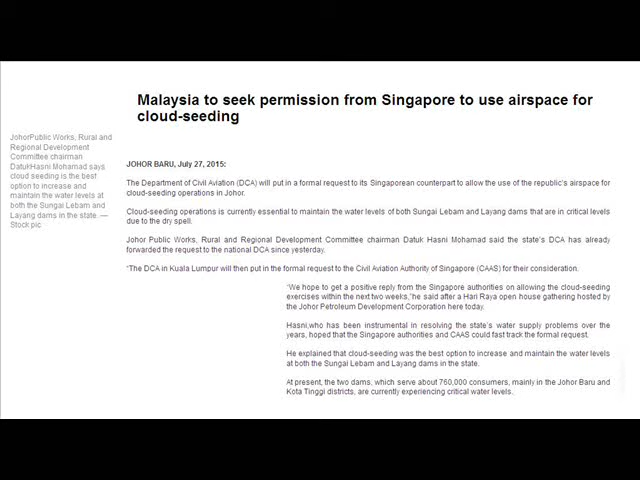 Malaysia to seek permission from Singapore to use airspace for
cloud-seeding
JohorPublic Works, Rural and
Regional Development
Committee chairman
DatukHasni Mohamad says
cloud seeding is the best
option to increase and
maintain the water levels at
both the Sungai Lebam and
Layang dams in the state. —
Stock pic
JOHOR BARU, July 27, 2015:
The Department of Civil Aviation (DCA) will put in a formal request to its Singaporean counterpart to allow the use of the republic's airspace for
cloud-seeding operations in Johor.
Cloud-seeding operations is currently essential to maintain the water levels of both Sungai Lebam and Layang dams that are in critical levels
due to the dry spell.
Johor Public Works, Rural and Regional Development Committee chairman Datuk Hasni Mohamad said the state's DCA has already
forwarded the request to the national DCA since yesterday.
"The DCA in Kuala Lumpur will then put in the formal request to the Civil Aviation Authority of Singapore (CAAS) for their consideration.
"We hope to get a positive reply from the Singapore authorities on allowing the cloud-seeding
exercises within the next two weeks,"he said after a Hari Raya open house gathering hosted by
the Johor Petroleum Development Corporation here today.
Hasni,who has been instrumental in resolving the state's water supply problems over the
years, hoped that the Singapore authorities and CAAS could fast track the formal request.
He explained that cloud-seeding was the best option to increase and maintain the water levels
at both the Sungai Lebam and Layang dams in the state.
At present, the two dams, which serve about 760,000 consumers, mainly in the Johor Baru and
Kota Tinggi districts, are currently experiencing critical water levels.